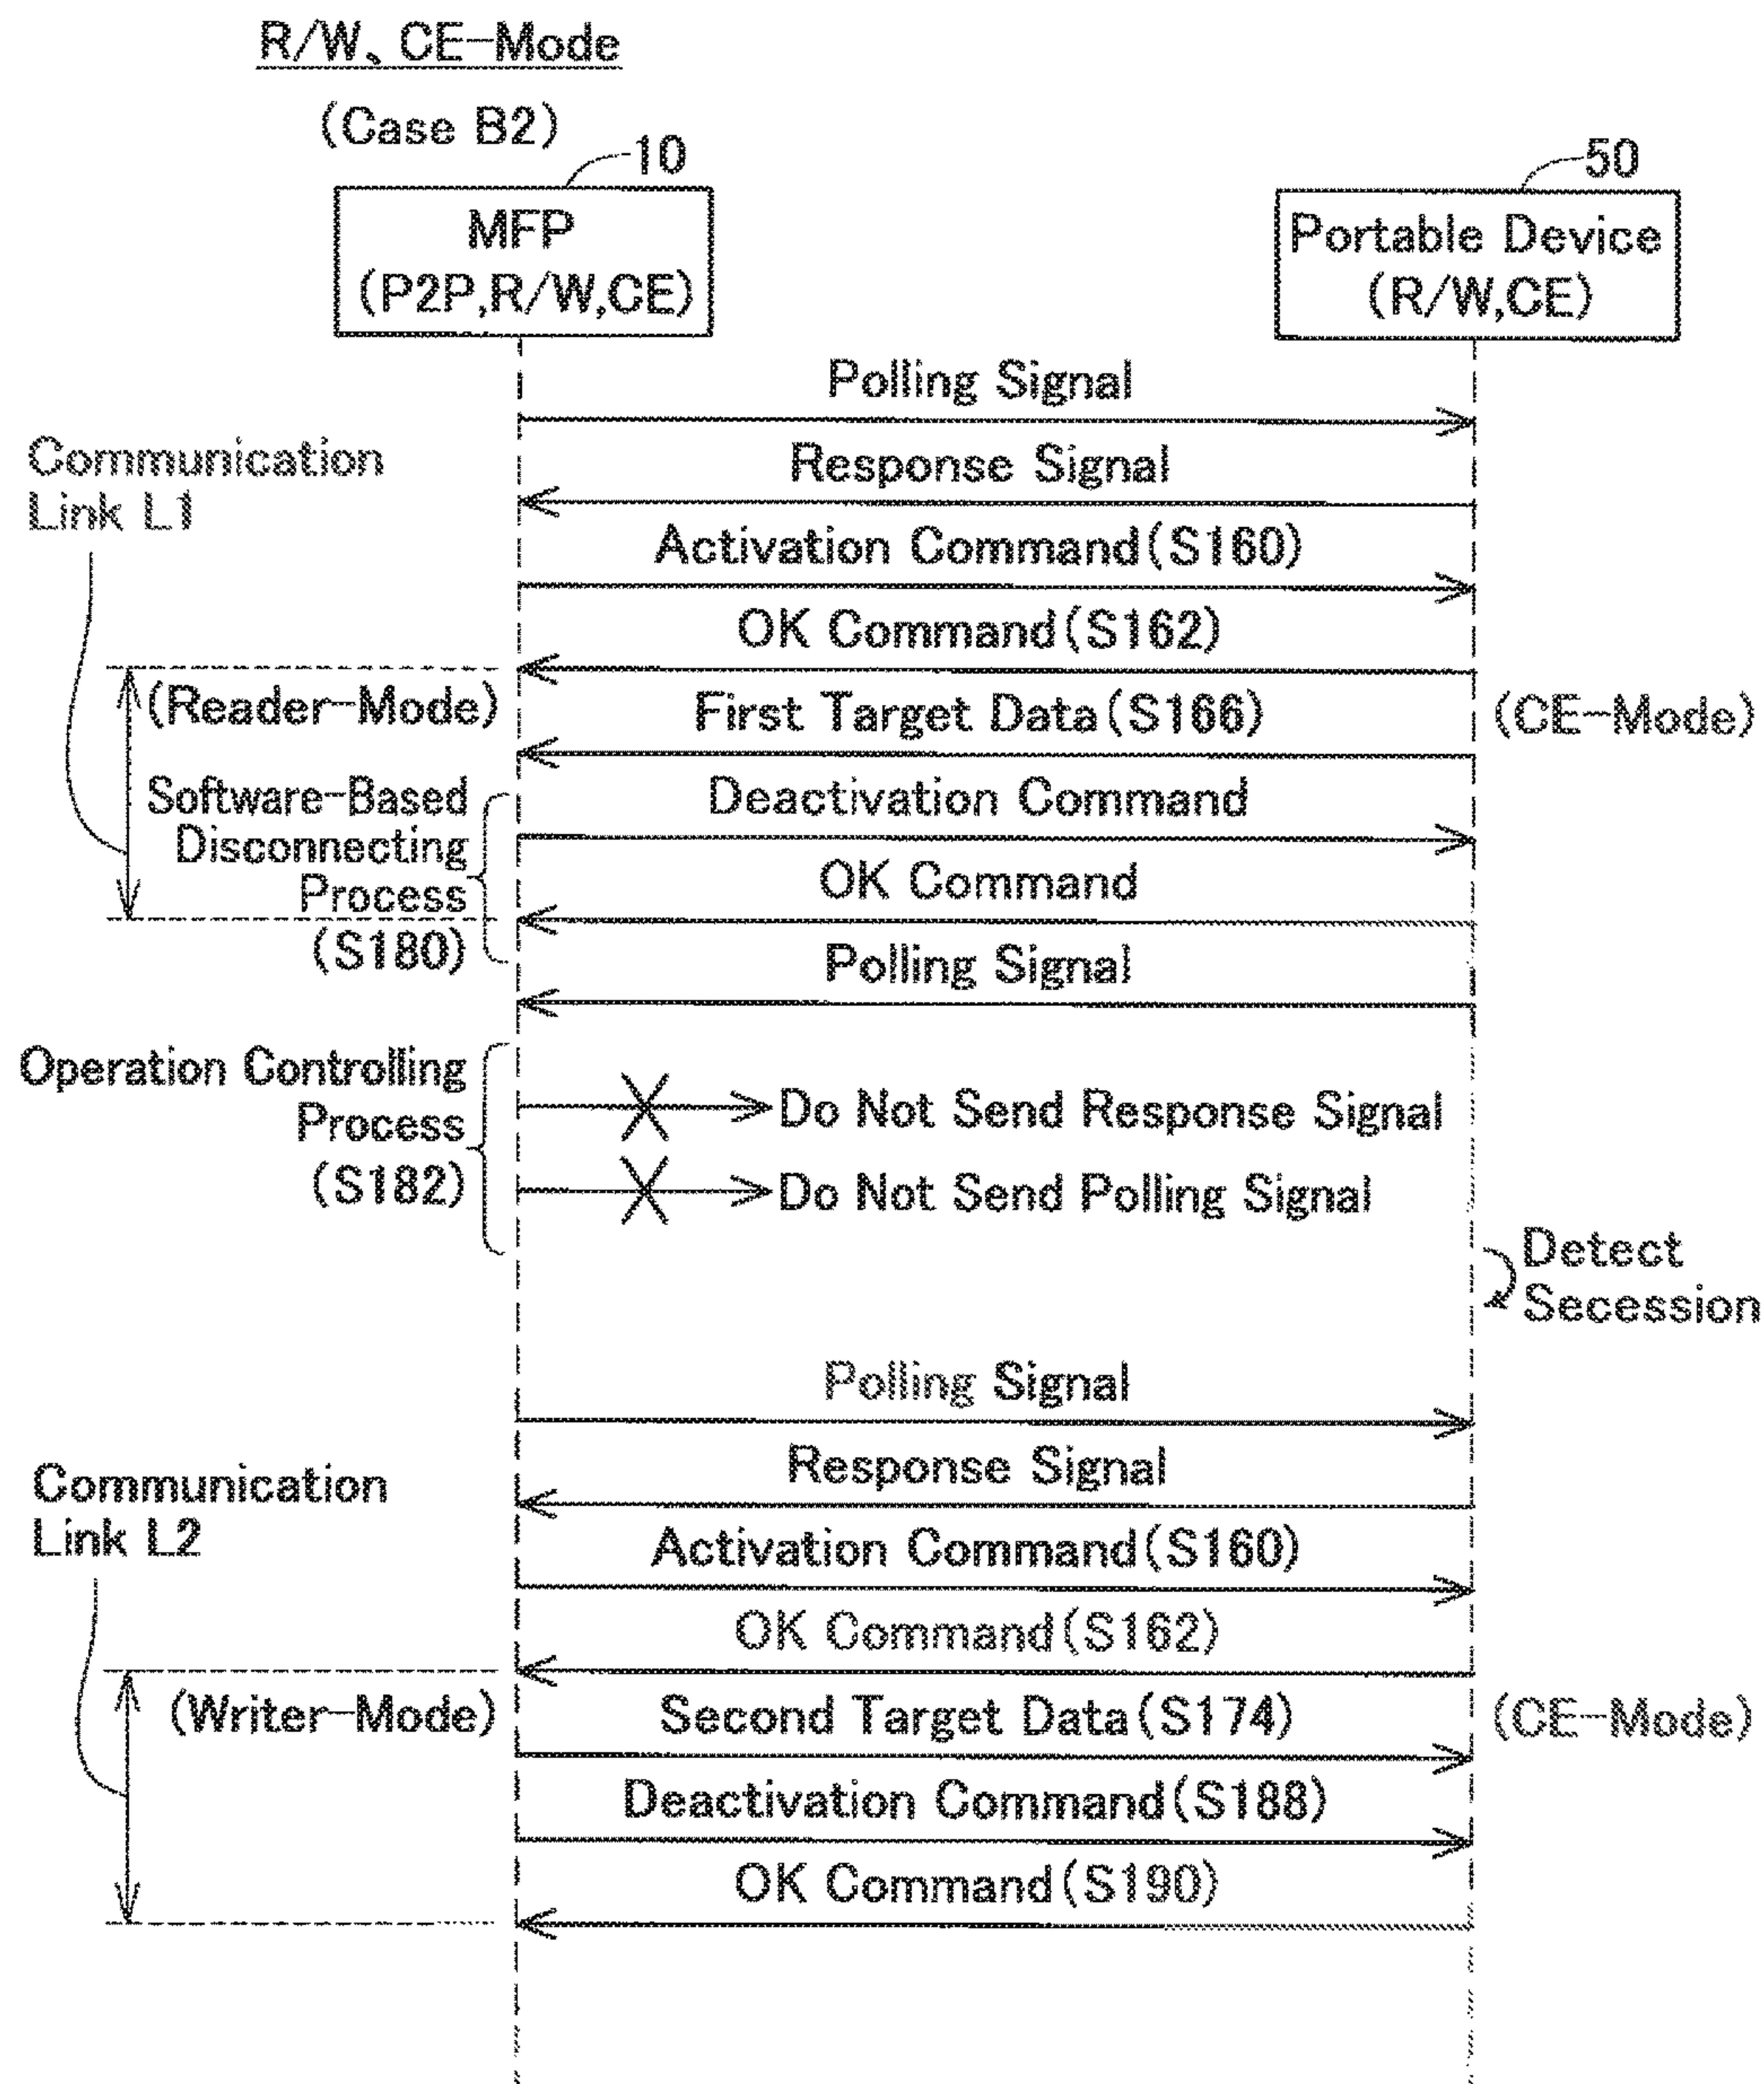 R/W、CE-Mode
(Case B2)
10
50
MFP
(P2P,R/W,CE)
Portable Device
(R/W,CE)
Polling Signal
Communication
Link L1
Response Signal
Activation Command(S160)
OK Command(S162)
(Reader-Mode)
First Target Data(S166)
(CE-Mode)
Software-Based
Disconnecting
Process
(S180)
Deactivation Command
OK Command
Polling Signal
Operation Controlling
Process
(S182)
Do Not Send Response Signal
Do Not Send Polling Signal
Detect
Secession
Polling Signal
Response Signal
Communication
Link L2
Activation Command(S160)
OK Command(S162)
(Writer-Mode)
Second Target Data(S174)
(CE-Mode)
Deactivation Command(S188)
OK Command(S190)